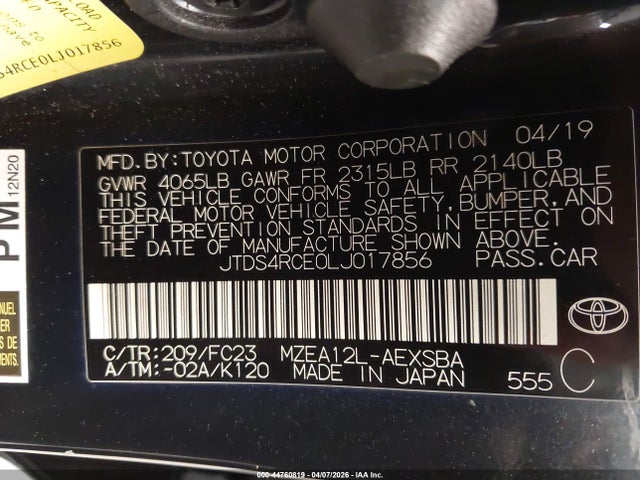 LOAD
CAPACITY
S4RCE0LJ017856
PM
12N20
MFD. BY: TOYOTA MOTOR CORPORATION 04/19
GVWR 4065LB GAWR FR 2315LB RR 2140LB
THIS VEHICLE CONFORMS TO ALL APPLICABLE
FEDERAL MOTOR VEHICLE SAFETY, BUMPER, AND
THEFT PREVENTION STANDARDS IN EFFECT ON
THE DATE OF MANUFACTURE SHOWN ABOVE.
JTDS4RCE0LJ017856 PASS. CAR
C/TR: 209/FC23 MZEA12L-AEXSBA
A/TM: -02A/K120 MADE IN JAPAN 555 C
000-44760819 - 04/07/2026 - IAA Inc.